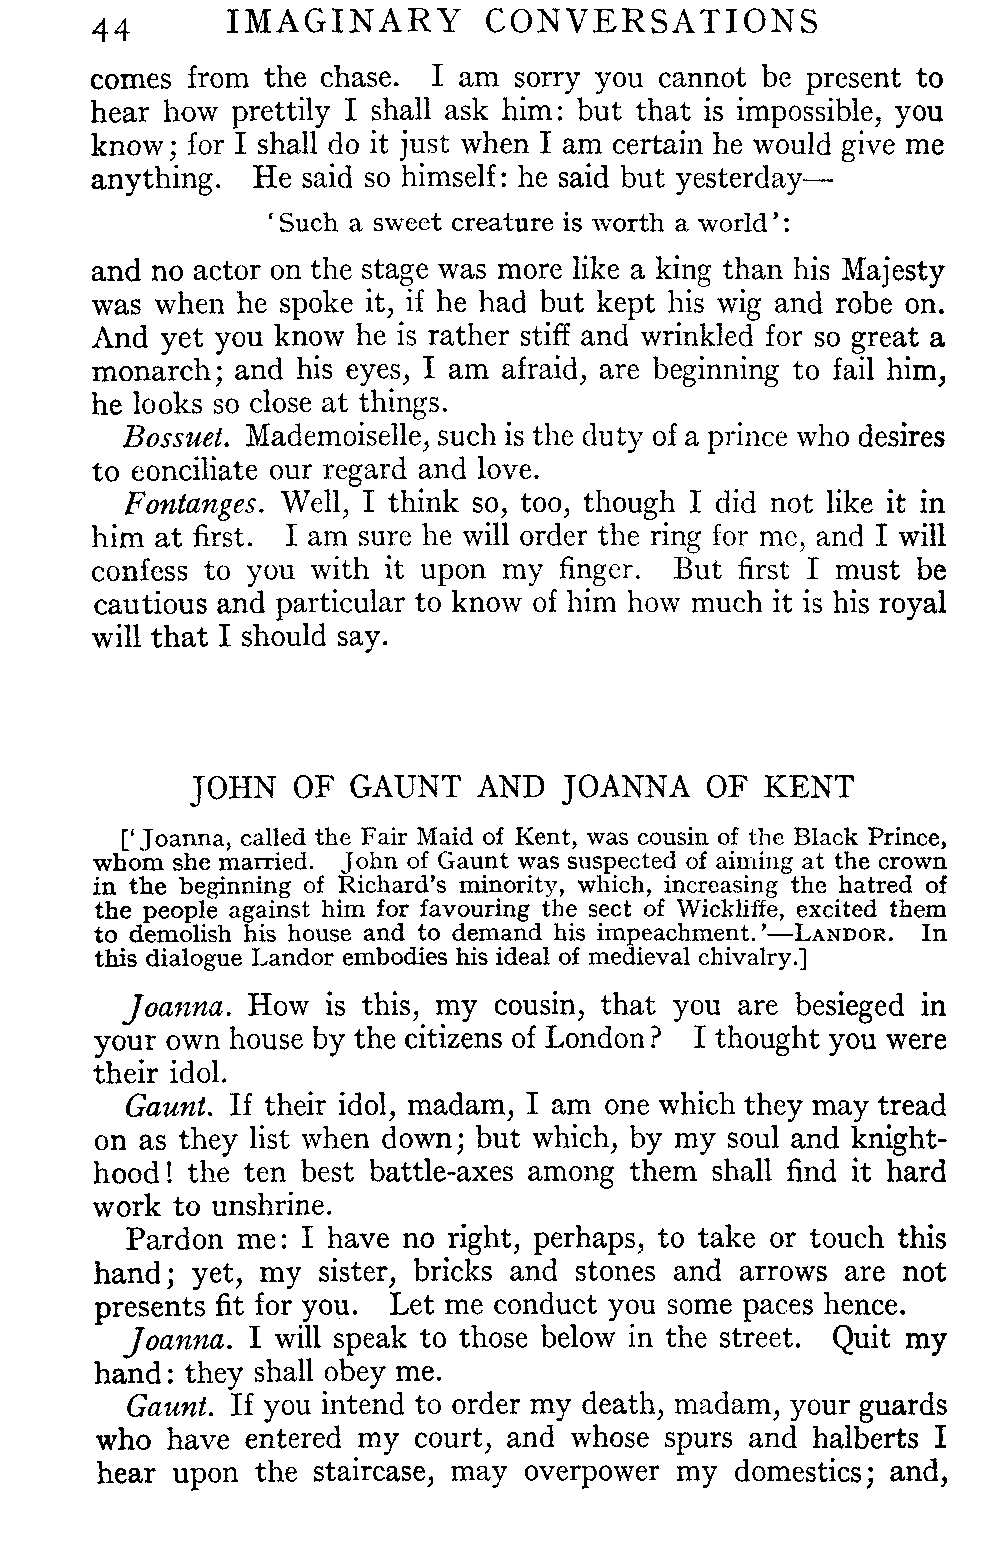 44 IMAGINARY CONVERSATIONS
comes from the chase. I am sorry you cannot be present to
hear how prettily I shall ask him: but that is impossible, you
know; for I shall do it just when I am certain he would give me
anything. He said so himself: he said but yesterday—
'Such a sweet creature is worth a world':
and no actor on the stage was more like a king than his Majesty
was when he spoke it, if he had but kept his wig and robe on.
And yet you know he is rather stiff and wrinkled for so great a
monarch; and his eyes, I am afraid, are beginning to fail him,
he looks so close at things.
Bossuet. Mademoiselle, such is the duty of a prince who desires
to conciliate our regard and love.
Fontanges. Well, I think so, too, though I did not like it in
him at first. I am sure he will order the ring for me, and I will
confess to you with it upon my finger. But first I must be
cautious and particular to know of him how much it is his royal
will that I should say.
JOHN OF GAUNT AND JOANNA OF KENT
['Joanna, called the Fair Maid of Kent, was cousin of the Black Prince,
whom she married. John of Gaunt was suspected of aiming at the crown
in the beginning of Richard's minority, which, increasing the hatred of
the people against him for favouring the sect of Wickliffe, excited them
to demolish his house and to demand his impeachment.'—LANDOR. In
this dialogue Landor embodies his ideal of medieval chivalry.]
Joanna. How is this, my cousin, that you are besieged in
your own house by the citizens of London? I thought you were
their idol.
Gaunt. If their idol, madam, I am one which they may tread
on as they list when down; but which, by my soul and knight-
hood! the ten best battle-axes among them shall find it hard
work to unshrine.
Pardon me: I have no right, perhaps, to take or touch this
hand; yet, my sister, bricks and stones and arrows are not
presents fit for you. Let me conduct you some paces hence.
Joanna. I will speak to those below in the street. Quit my
hand: they shall obey me.
Gaunt. If you intend to order my death, madam, your guards
who have entered my court, and whose spurs and halberts I
hear upon the staircase, may overpower my domestics; and,